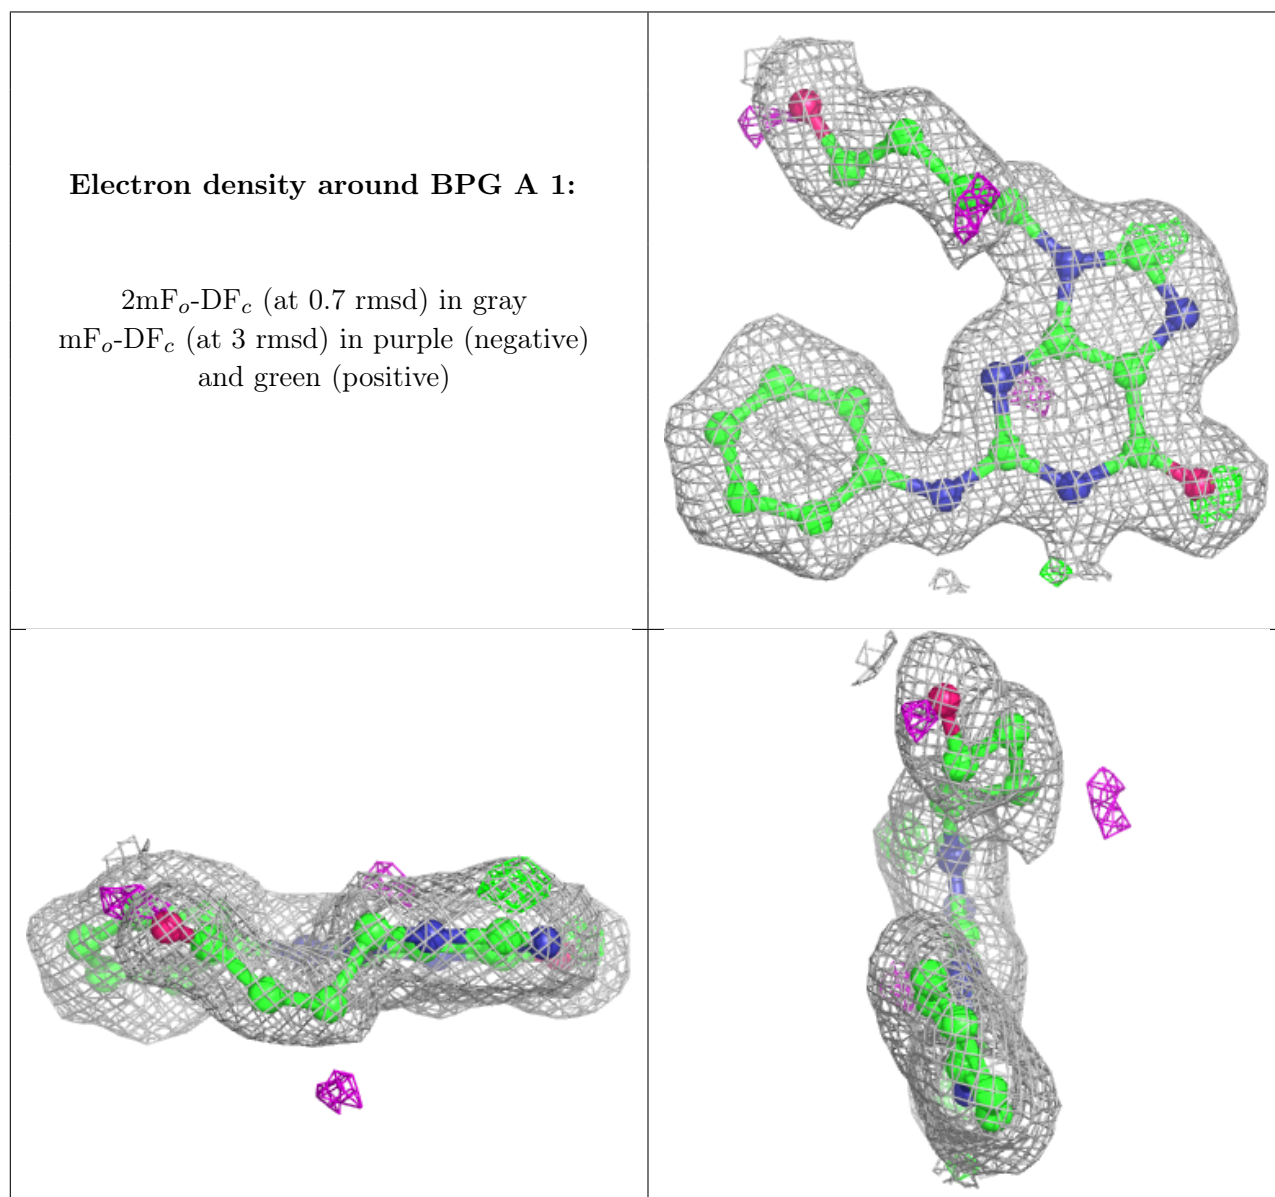 Electron density around BPG A 1:
2mFo-DFc (at 0.7 rmsd) in gray
mFo-DFc (at 3 rmsd) in purple (negative)
and green (positive)